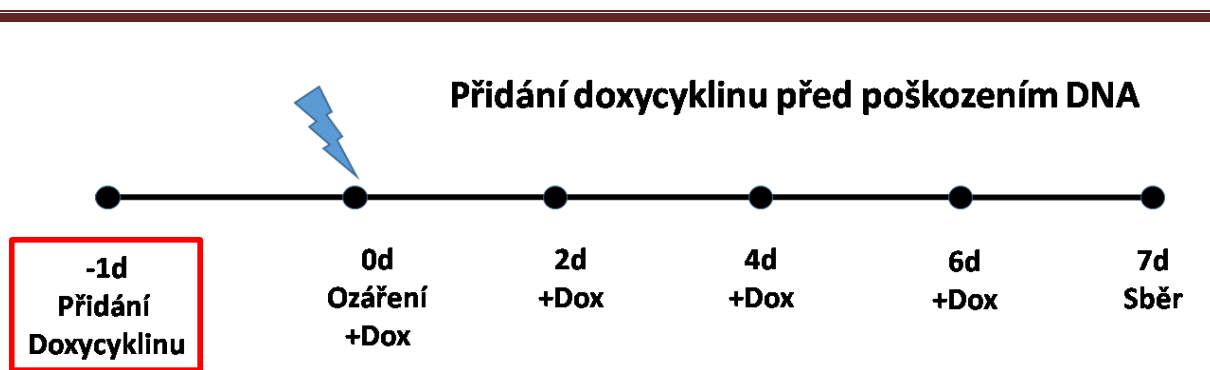 Přidání doxycyklinu před poškozením DNA
-1d
Přidání
Doxycyklinu
0d
Ozáření
+Dox
2d
+Dox
4d
+Dox
6d
+Dox
7d
Sběr